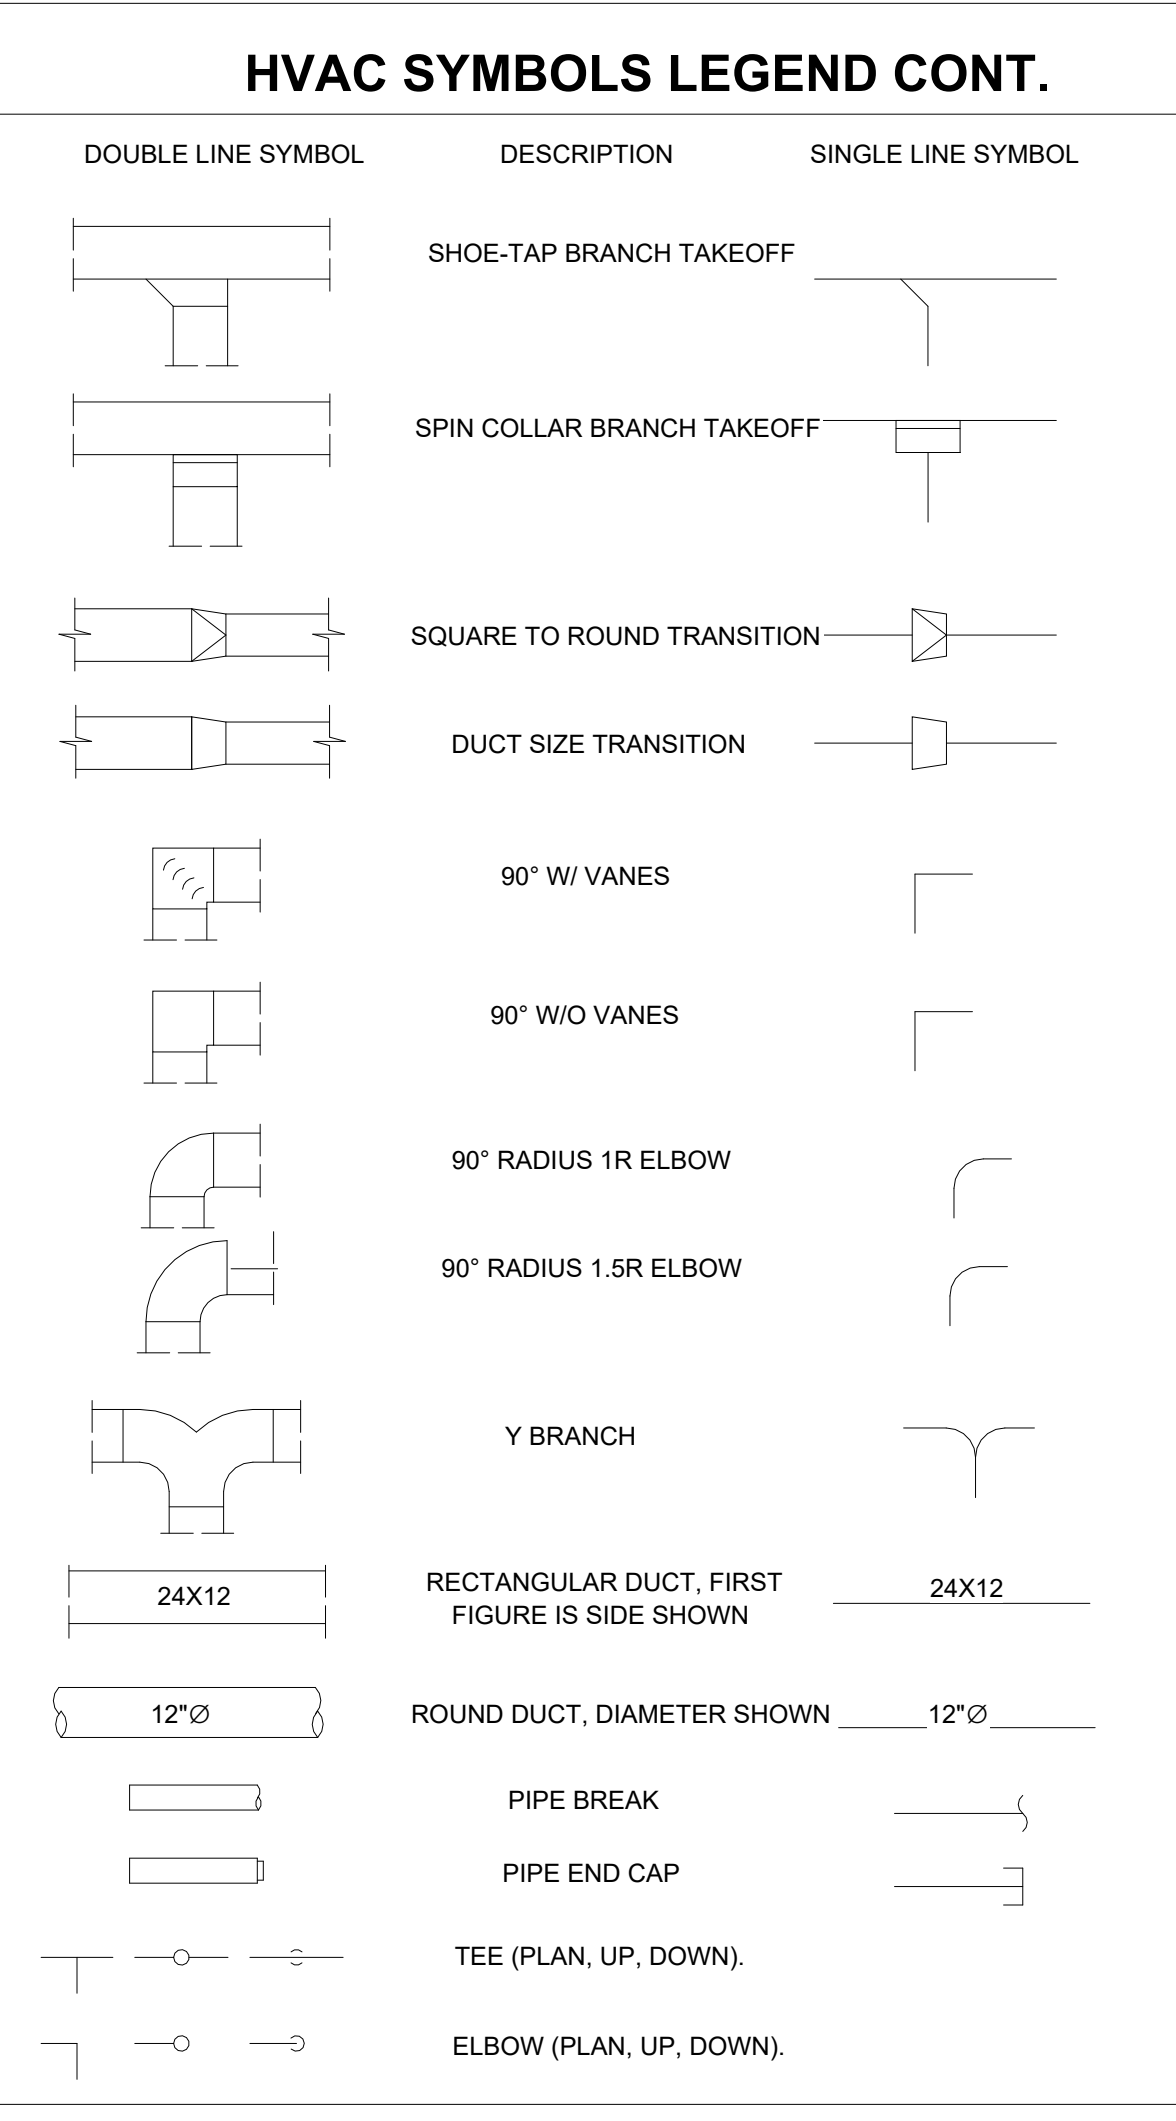 HVAC SYMBOLS LEGEND CONT.
DOUBLE LINE SYMBOL DESCRIPTION SINGLE LINE SYMBOL
SHOE-TAP BRANCH TAKEOFF
SPIN COLLAR BRANCH TAKEOFF
SQUARE TO ROUND TRANSITION
DUCT SIZE TRANSITION
90° W/ VANES
90° W/O VANES
90° RADIUS 1R ELBOW
90° RADIUS 1.5R ELBOW
Y BRANCH
24X12 RECTANGULAR DUCT, FIRST 24X12
FIGURE IS SIDE SHOWN
12"∅ ROUND DUCT, DIAMETER SHOWN 12"∅
PIPE BREAK
PIPE END CAP
TEE (PLAN, UP, DOWN).
ELBOW (PLAN, UP, DOWN).